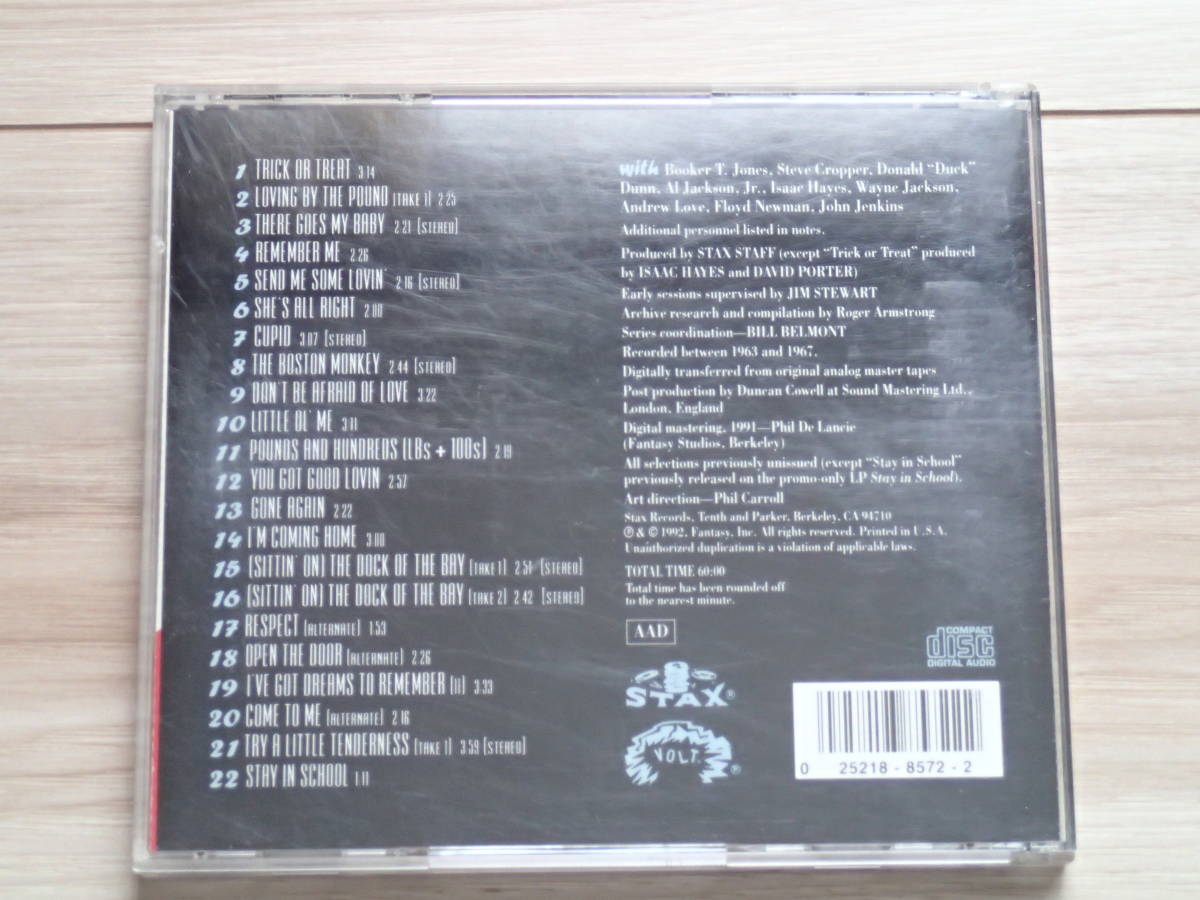 1 TRICK OR TREAT 3:14
2 LOVING BY THE POUND (TAKE 1) 2:25
3 THERE GOES MY BABY 2:21 [STEREO]
4 REMEMBER ME 2:26
5 SEND ME SOME LOVIN' 2:16 [STEREO]
6 SHE'S ALL RIGHT 2:00
7 CUPID 3:07 [STEREO]
8 THE BOSTON MONKEY 2:44 [STEREO]
9 DON'T BE AFRAID OF LOVE 3:22
10 LITTLE OL' ME 3:11
11 POUNDS AND HUNDREDS (LBs + 100s) 2:19
12 YOU GOT GOOD LOVIN 2:57
13 GONE AGAIN 2:22
14 I'M COMING HOME 3:00
15 (SITTIN' ON) THE DOCK OF THE BAY (TAKE 1) 2:51 [STEREO]
16 (SITTIN' ON) THE DOCK OF THE BAY (TAKE 2) 2:42 [STEREO]
17 RESPECT (ALTERNATE) 1:53
18 OPEN THE DOOR (ALTERNATE) 2:26
19 I'VE GOT DREAMS TO REMEMBER (II) 3:33
20 COME TO ME (ALTERNATE) 2:16
21 TRY A LITTLE TENDERNESS (TAKE 1) 3:59 [STEREO]
22 STAY IN SCHOOL 1:11
with Booker T. Jones, Steve Cropper, Donald "Duck"
Dunn, Al Jackson, Jr., Isaac Hayes, Wayne Jackson,
Andrew Love, Floyd Newman, John Jenkins
Additional personnel listed in notes.
Produced by STAX STAFF (except "Trick or Treat" produced
by ISAAC HAYES and DAVID PORTER)
Early sessions supervised by JIM STEWART
Archive research and compilation by Roger Armstrong
Series coordination—BILL BELMONT
Recorded between 1963 and 1967.
Digitally transferred from original analog master tapes
Post production by Duncan Cowell at Sound Mastering Ltd.,
London, England
Digital mastering, 1991—Phil De Lancie
(Fantasy Studios, Berkeley)
All selections previously unissued (except "Stay in School"
previously released on the promo-only LP Stay in School).
Art direction—Phil Carroll
Stax Records, Tenth and Parker, Berkeley, CA 94710
℗ & © 1992, Fantasy, Inc. All rights reserved. Printed in U.S.A.
Unauthorized duplication is a violation of applicable laws.
TOTAL TIME 60:00
Total time has been rounded off
to the nearest minute.
AAD
COMPACT
disc
DIGITAL AUDIO
STAX®
VOLT®
0 25218 - 8572 - 2